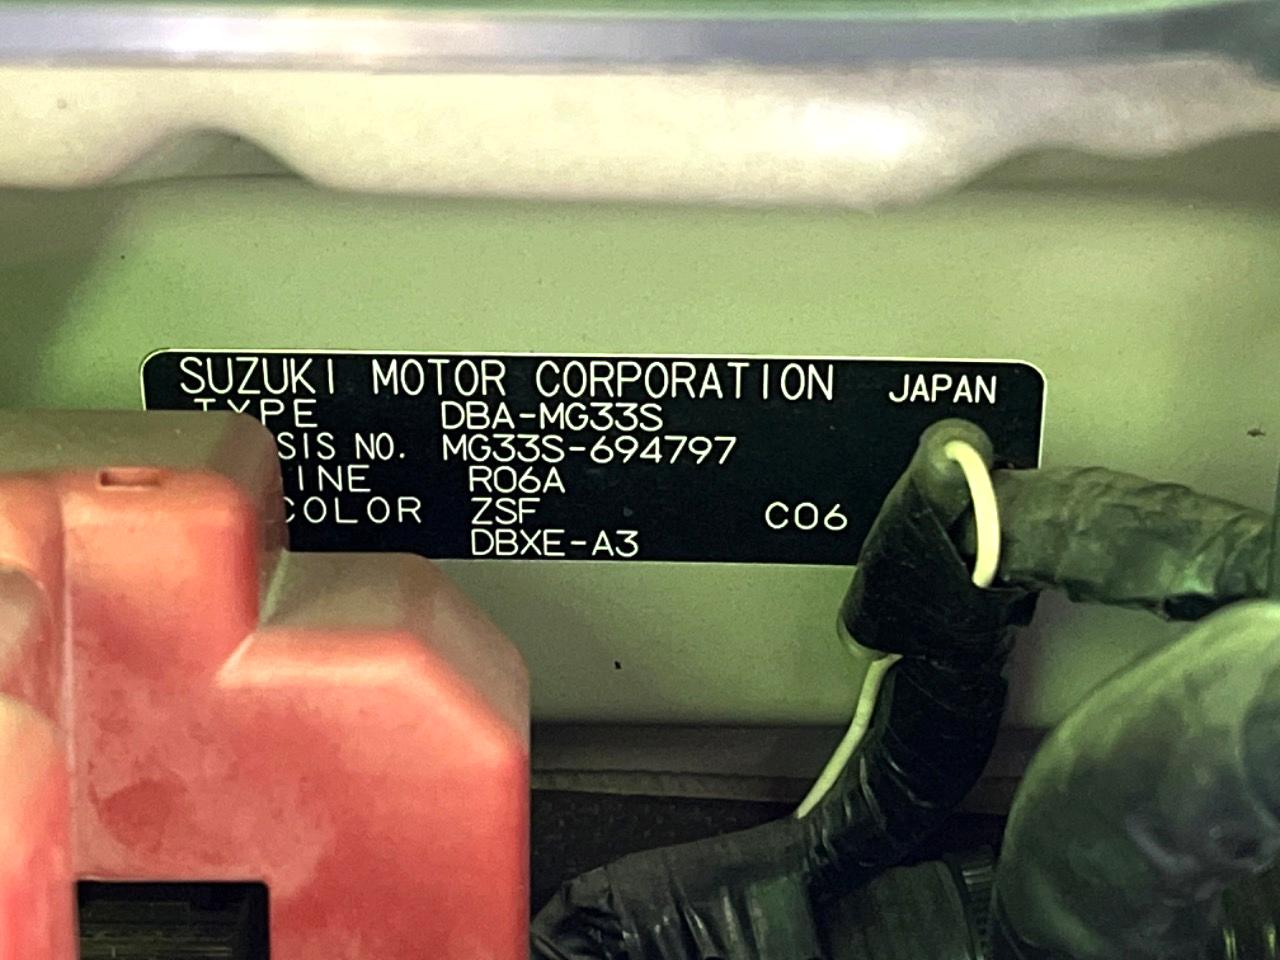 SUZUKI MOTOR CORPORATION JAPAN
TYPE DBA-MG33S
SIS NO. MG33S-694797
INE R06A
COLOR ZSF C06
DBXE-A3